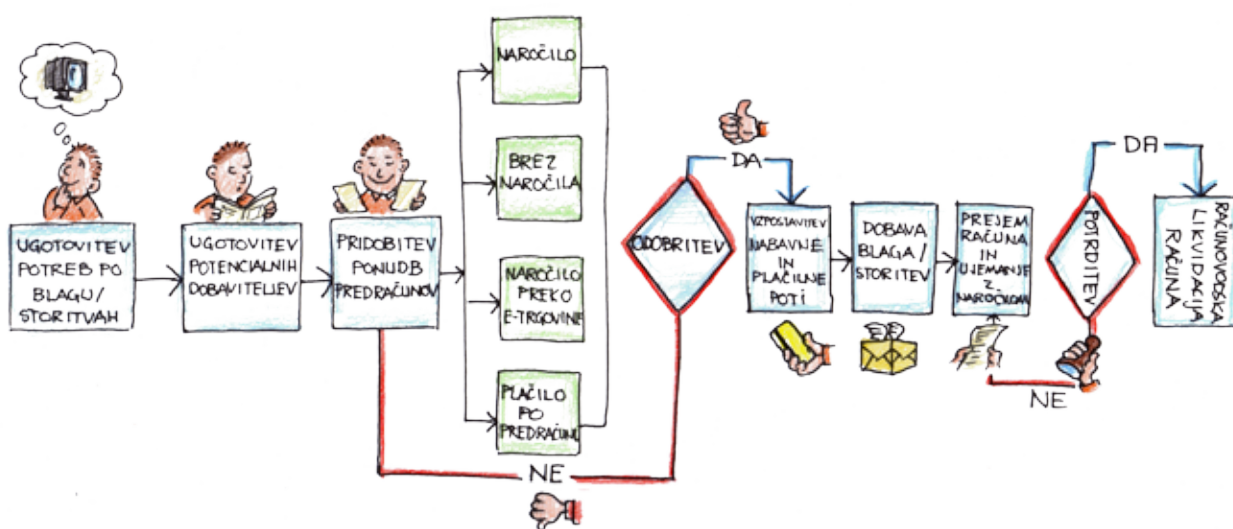 UGOTOVITEV
POTREB PO
BLAGU/
STORITVAH
UGOTOVITEV
POTENCIALNIH
DOBAVITELJEV
PRIDOBITEV
PONUDB
PREDRAČUNOV
NAROČILO
BREZ
NAROČILA
NAROČILO
PREKO
E-TRGOVINE
PLAČILO
PO
PREDRAČUNU
NE
ODOBRITEV
DA
VZPOSTAVITEV
NABAVNE
IN
PLAČILNE
POTI
DOBAVA
BLAGA/
STORITEV
PREJEM
RAČUNA
IN
UJEMANJE
Z
NAROČILOM
NE
POTRDITEV
DA
RAČUNOVODSKA
LIKVIDACIJA
RAČUNA